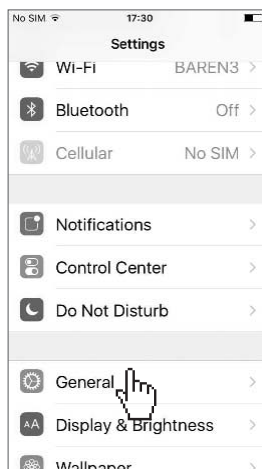 No SIM 17:30
Settings
Wi-Fi BAREN3
Bluetooth Off
Cellular No SIM
Notifications
Control Center
Do Not Disturb
General
AA Display & Brightness
Wallpaper